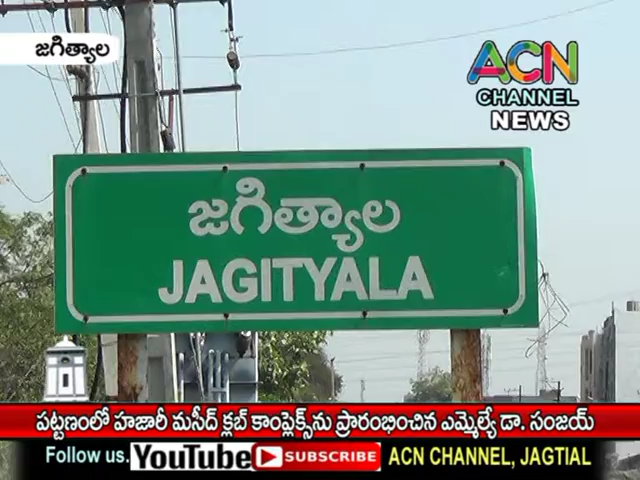 జగిత్యాల
ACN
CHANNEL
NEWS
జగిత్యాల
JAGITYALA
పట్టణంలో హజారీ మసీద్ క్లబ్ కాంప్లెక్స్‌ను ప్రారంభించిన ఎమ్మెల్యే డా. సంజయ్
Follow us. YouTube SUBSCRIBE ACN CHANNEL, JAGTIAL